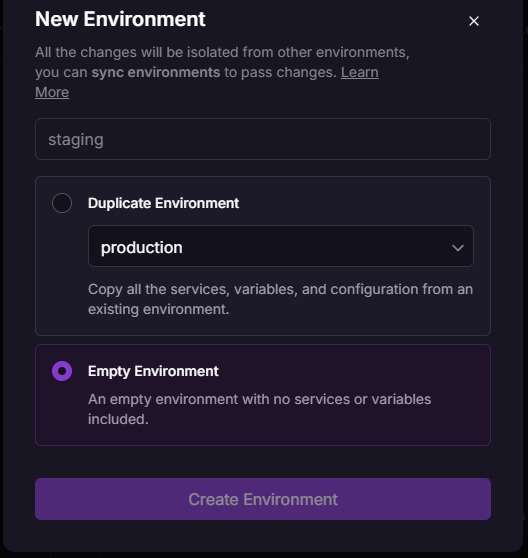 New Environment
All the changes will be isolated from other environments,
you can sync environments to pass changes. Learn
More
staging
Duplicate Environment
production
Copy all the services, variables, and configuration from an
existing environment.
Empty Environment
An empty environment with no services or variables
included.
Create Environment